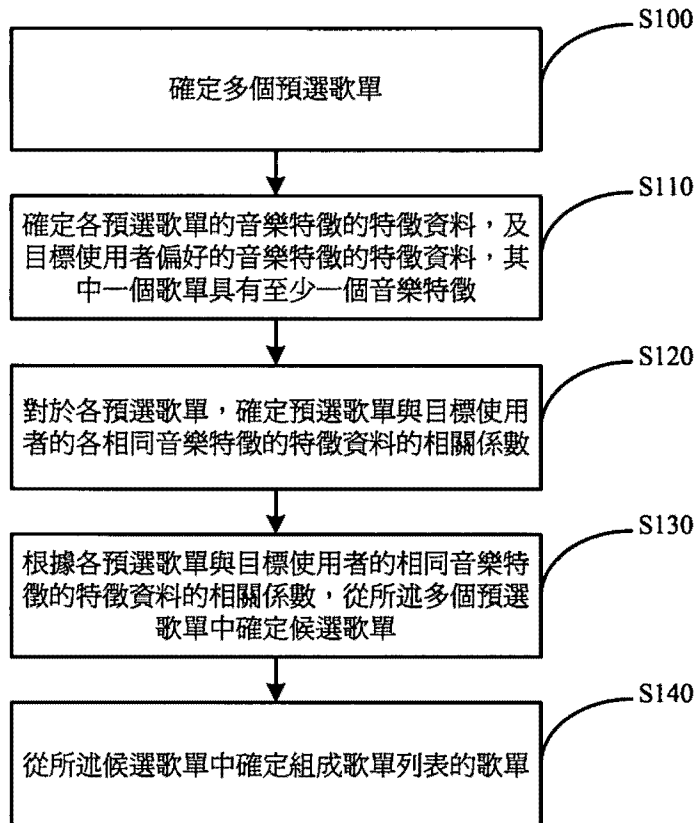 S100
確定多個預選歌單
S110
確定各預選歌單的音樂特徵的特徵資料，及
目標使用者偏好的音樂特徵的特徵資料，其
中一個歌單具有至少一個音樂特徵
S120
對於各預選歌單，確定預選歌單與目標使用
者的各相同音樂特徵的特徵資料的相關係數
S130
根據各預選歌單與目標使用者的相同音樂特
徵的特徵資料的相關係數，從所述多個預選
歌單中確定候選歌單
S140
從所述候選歌單中確定組成歌單列表的歌單